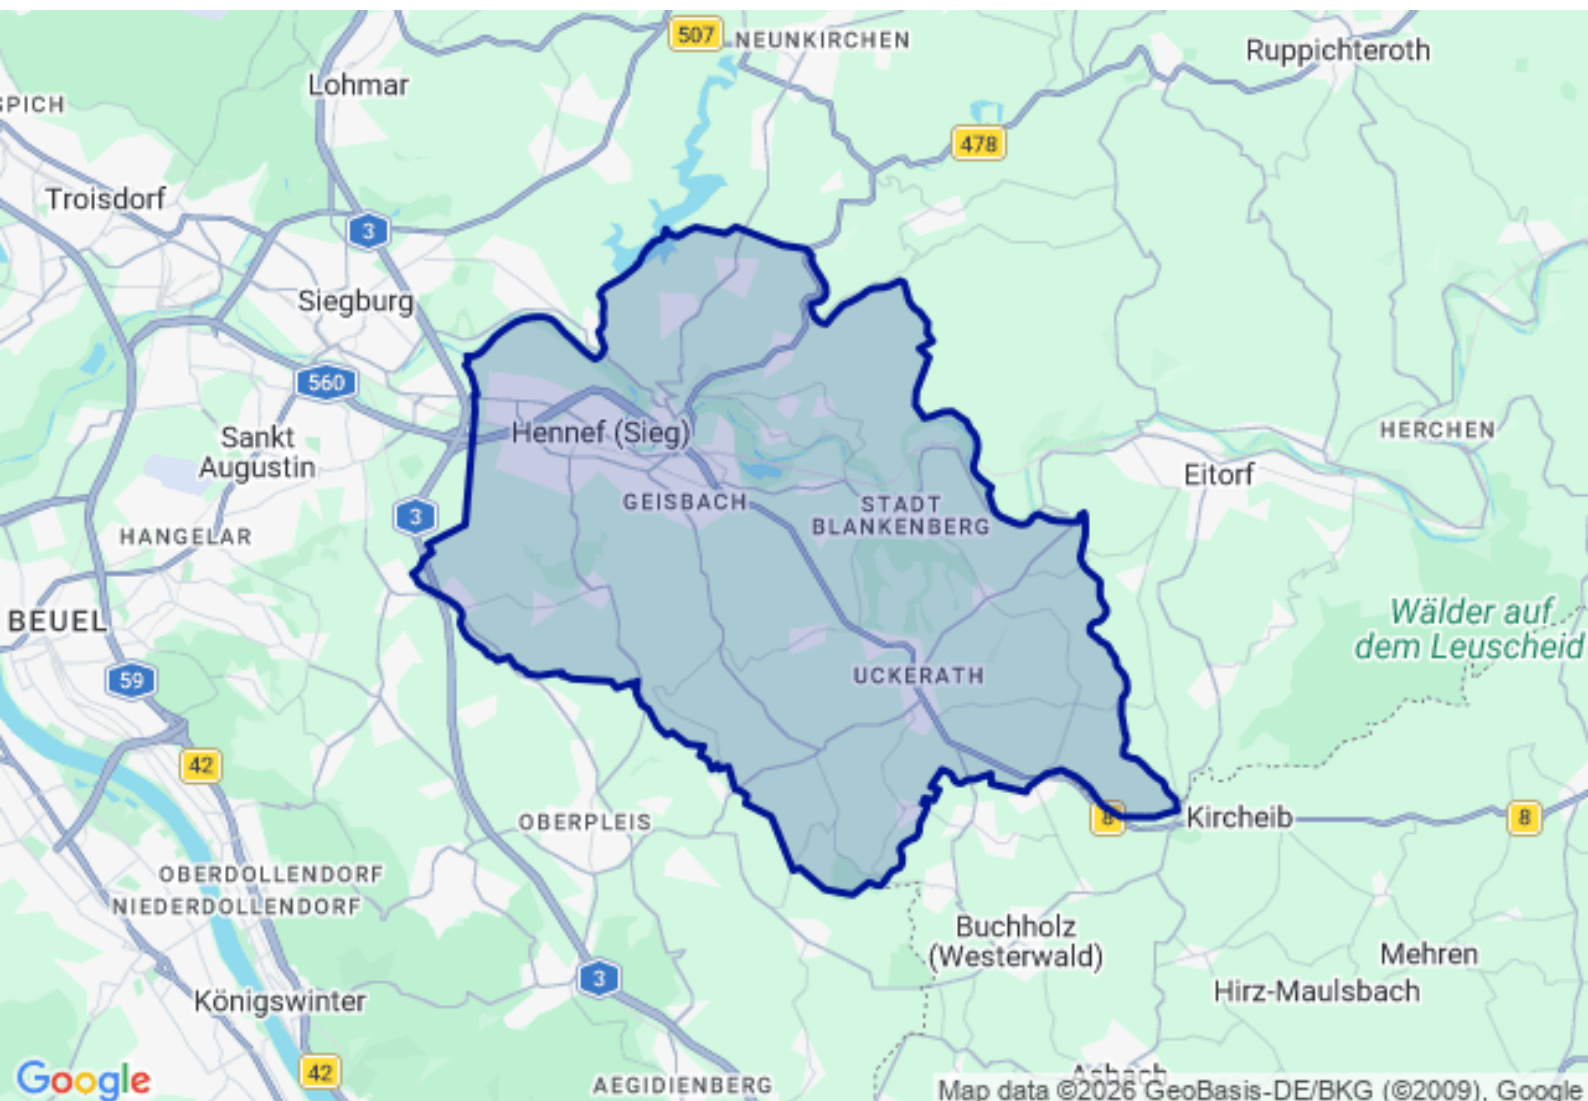 507
NEUNKIRCHEN
Ruppichteroth
Lohmar
SPICH
478
Troisdorf
3
Siegburg
560
Hennef (Sieg)
HERCHEN
Sankt
Augustin
Eitorf
GEISBACH
STADT
BLANKENBERG
3
HANGELAR
BEUEL
Wälder auf
dem Leuscheid
59
UCKERATH
42
OBERPLEIS
8
Kircheib
8
OBERDOLLENDORF
NIEDERDOLLENDORF
Buchholz
(Westerwald)
Mehren
3
Hirz-Maulsbach
Königswinter
42
Google
AEGIDIENBERG
Asbach
Map data ©2026 GeoBasis-DE/BKG (©2009), Google